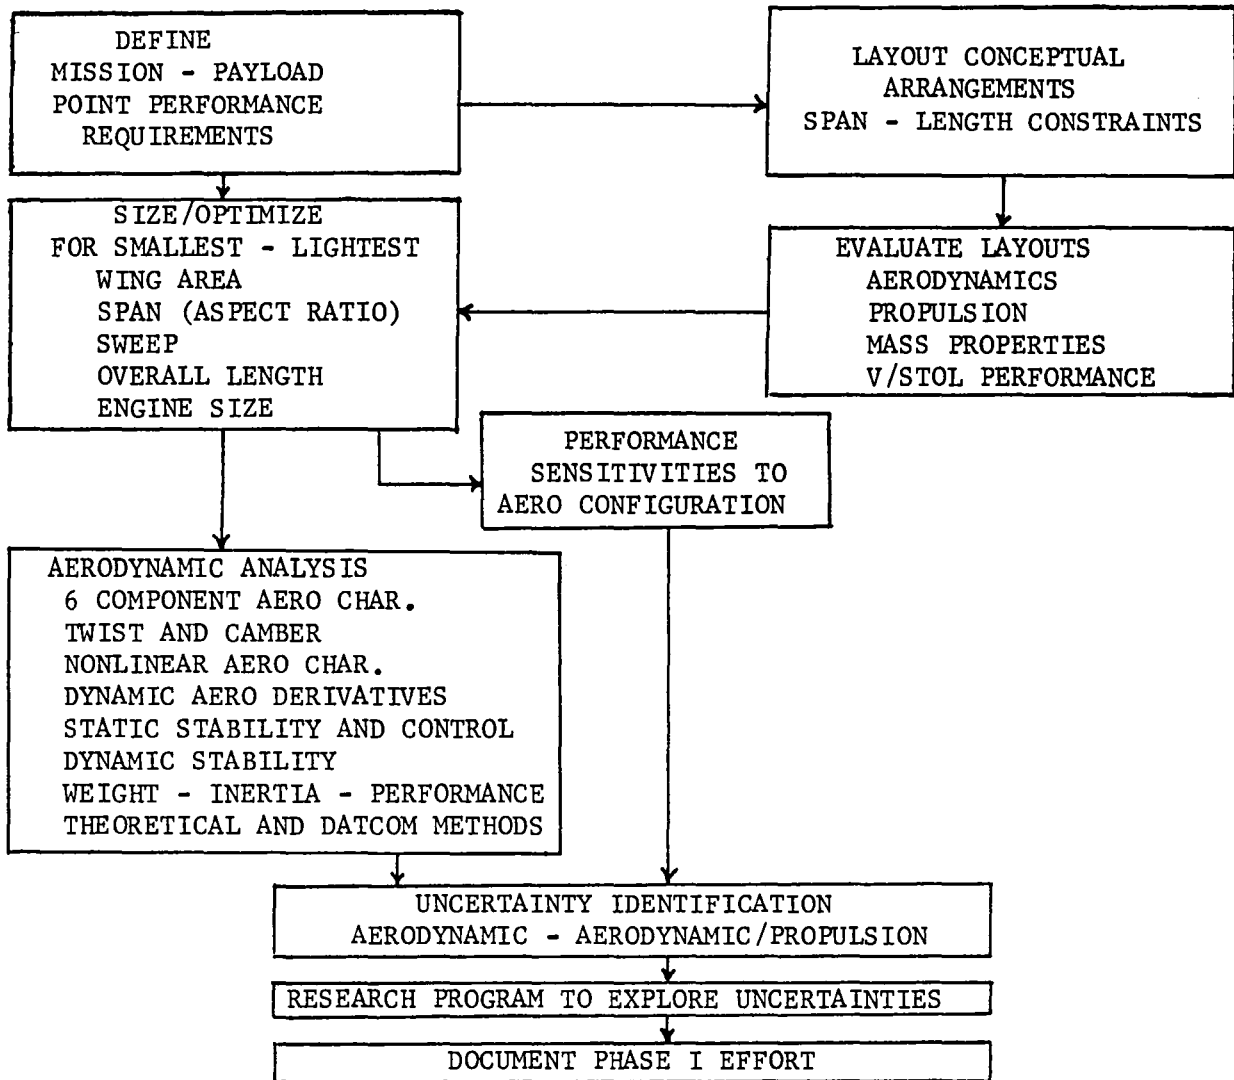 DEFINE
MISSION - PAYLOAD
POINT PERFORMANCE
REQUIREMENTS
LAYOUT CONCEPTUAL
ARRANGEMENTS
SPAN - LENGTH CONSTRAINTS
SIZE/OPTIMIZE
FOR SMALLEST - LIGHTEST
WING AREA
SPAN (ASPECT RATIO)
SWEEP
OVERALL LENGTH
ENGINE SIZE
EVALUATE LAYOUTS
AERODYNAMICS
PROPULSION
MASS PROPERTIES
V/STOL PERFORMANCE
PERFORMANCE
SENSITIVITIES TO
AERO CONFIGURATION
AERODYNAMIC ANALYSIS
6 COMPONENT AERO CHAR.
TWIST AND CAMBER
NONLINEAR AERO CHAR.
DYNAMIC AERO DERIVATIVES
STATIC STABILITY AND CONTROL
DYNAMIC STABILITY
WEIGHT - INERTIA - PERFORMANCE
THEORETICAL AND DATCOM METHODS
UNCERTAINTY IDENTIFICATION
AERODYNAMIC - AERODYNAMIC/PROPULSION
RESEARCH PROGRAM TO EXPLORE UNCERTAINTIES
DOCUMENT PHASE I EFFORT